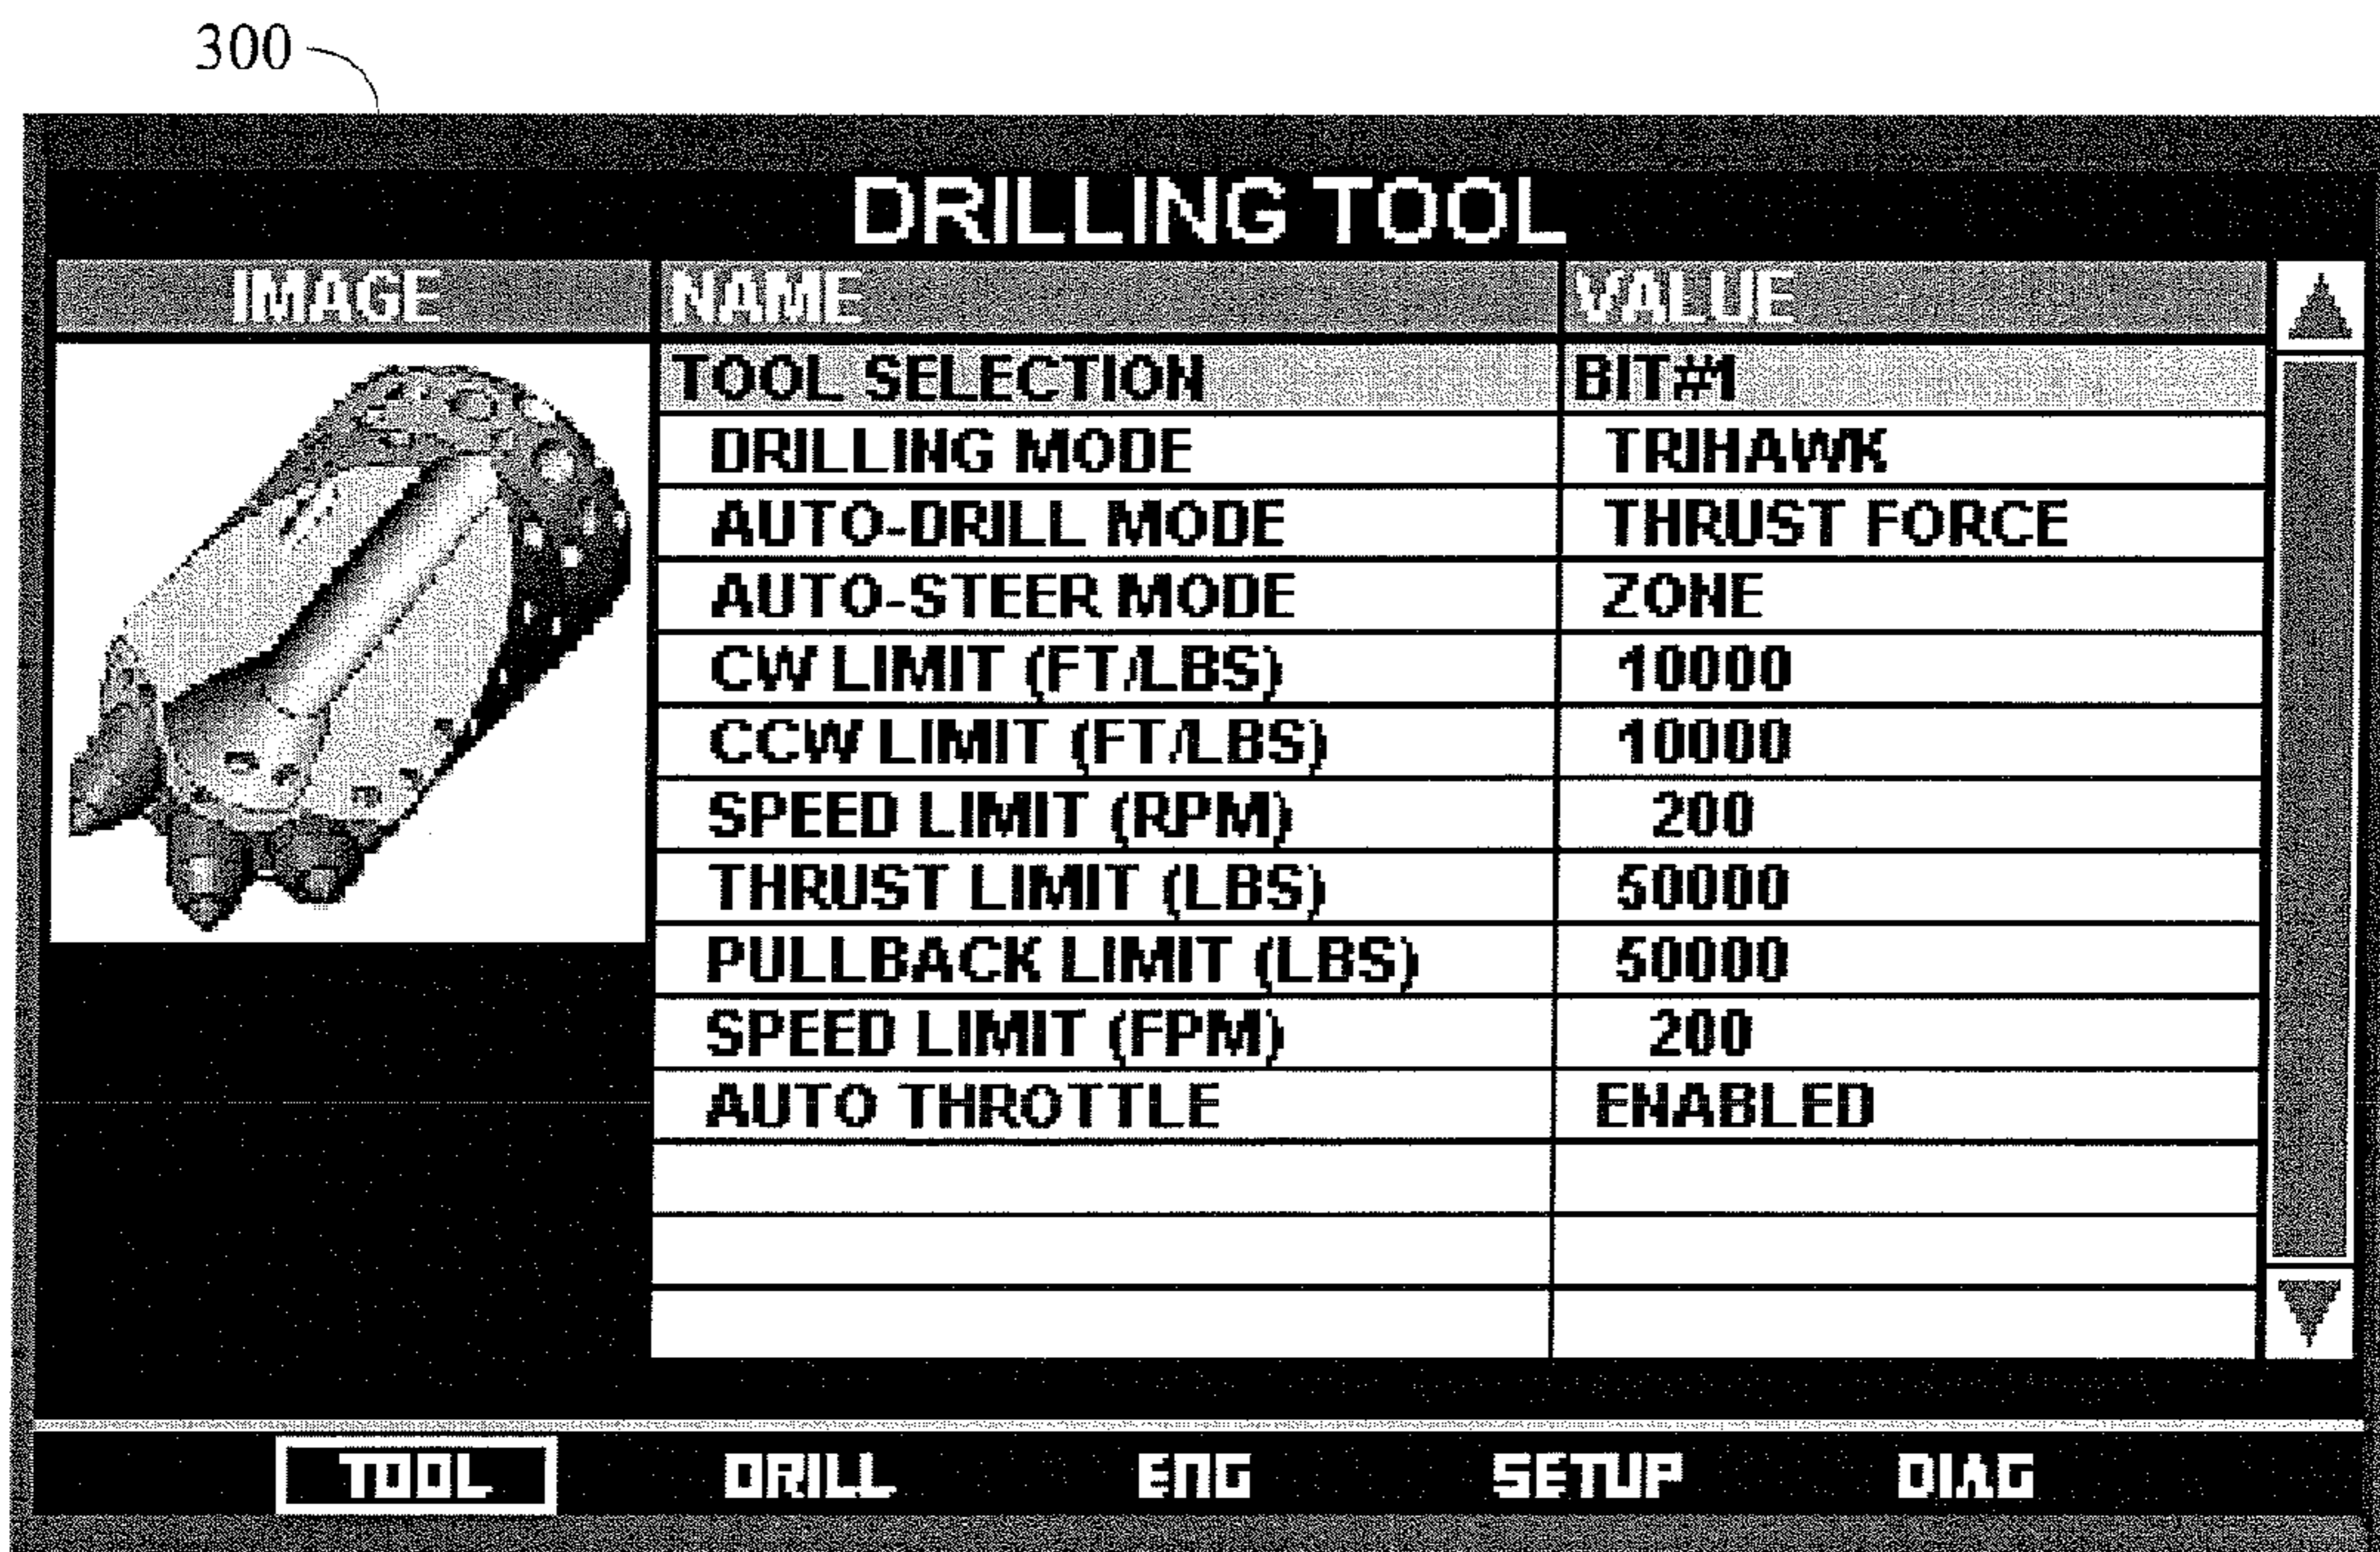 300
DRILLING TOOL
IMAGE NAME VALUE
TOOL SELECTION BIT#1
DRILLING MODE TRIHAWK
AUTO-DRILL MODE THRUST FORCE
AUTO-STEER MODE ZONE
CW LIMIT (FT/LBS) 10000
CCW LIMIT (FT/LBS) 10000
SPEED LIMIT (RPM) 200
THRUST LIMIT (LBS) 50000
PULLBACK LIMIT (LBS) 50000
SPEED LIMIT (FPM) 200
AUTO THROTTLE ENABLED
TOOL DRILL ENG SETUP DIAG